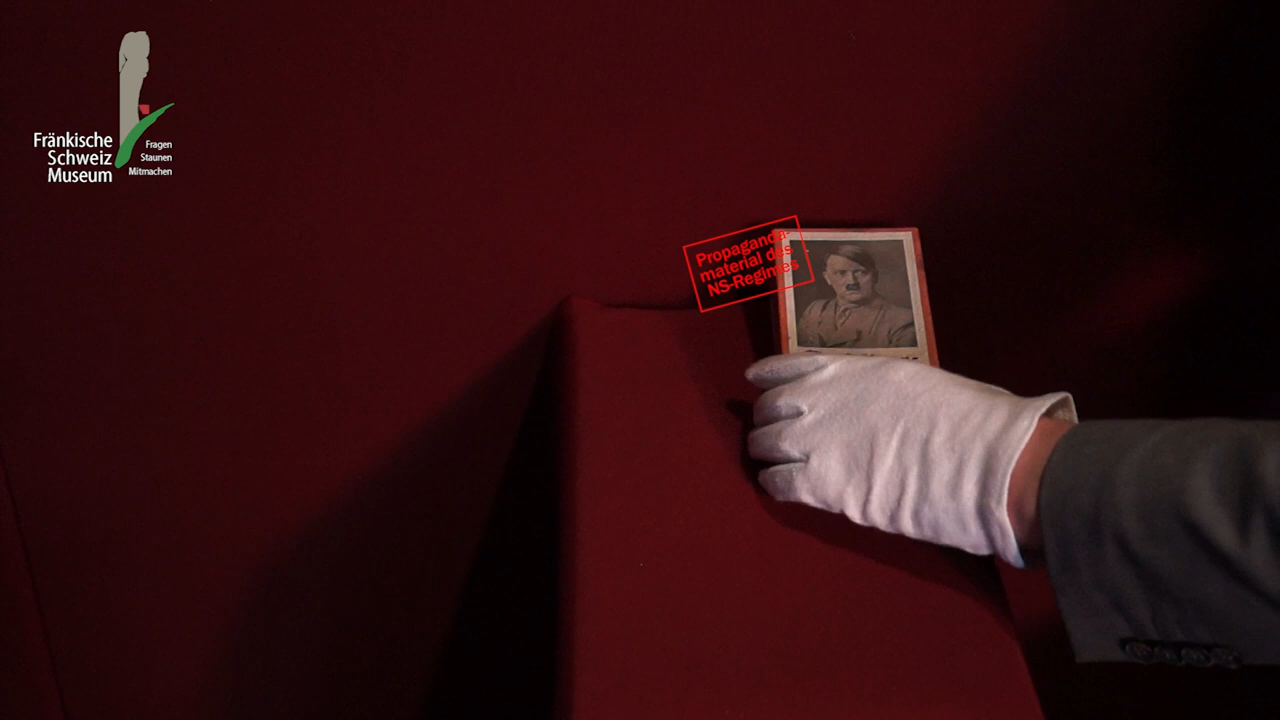 Fränkische
Schweiz
Museum
Fragen
Staunen
Mitmachen
Propaganda-
material des
NS-Regimes